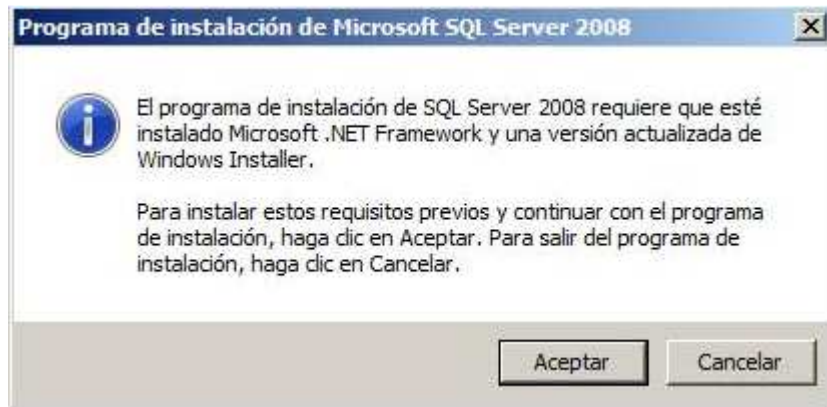 Programa de instalación de Microsoft SQL Server 2008
El programa de instalación de SQL Server 2008 requiere que esté
instalado Microsoft .NET Framework y una versión actualizada de
Windows Installer.
Para instalar estos requisitos previos y continuar con el programa
de instalación, haga clic en Aceptar. Para salir del programa de
instalación, haga clic en Cancelar.
Aceptar
Cancelar